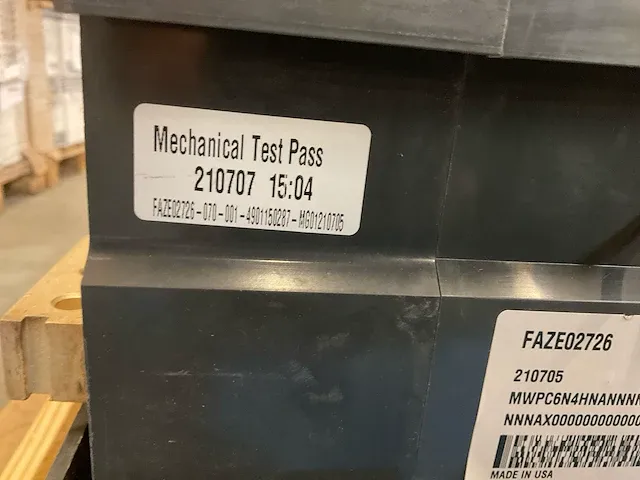 Mechanical Test Pass
210707 15:04
FAZE02726-070-001-4901150287-MG01210705
FAZE02726
210705
MWPC6N4HNANNN
NNNAX000000000000
MADE IN USA